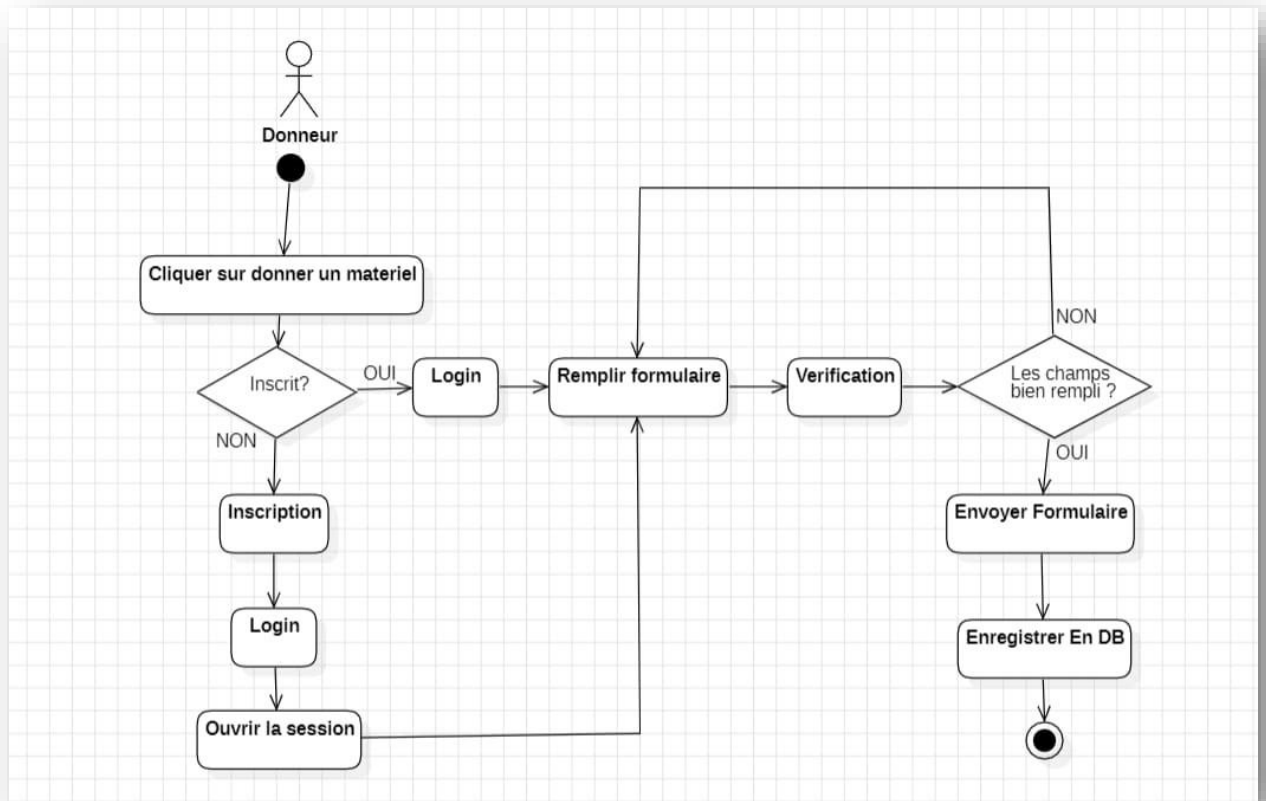 Donneur
Cliquer sur donner un materiel
Inscrit?
OUI
Login
Remplir formulaire
Verification
Les champs
bien rempli ?
NON
OUI
NON
Inscription
Login
Ouvrir la session
Envoyer Formulaire
Enregistrer En DB